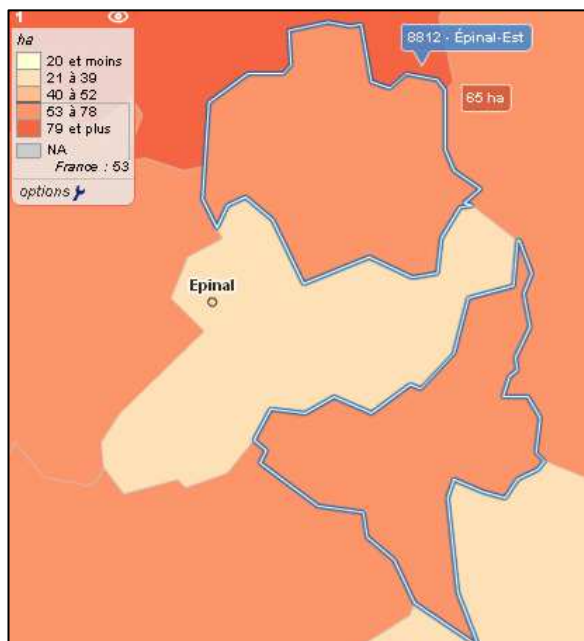 1
ha
20 et moins
21 à 39
40 à 52
53 à 78
79 et plus
NA
France : 53
options
8812 - Épinal-Est
65 ha
Epinal